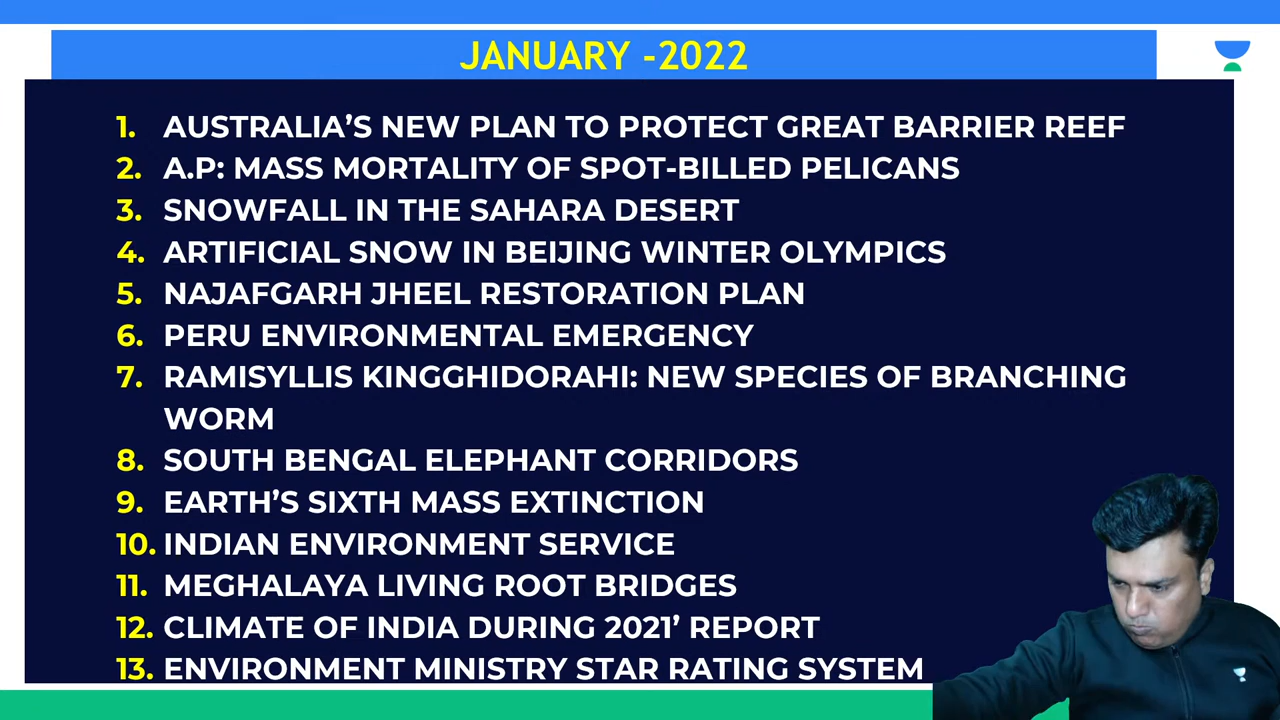 JANUARY -2022
1. AUSTRALIA’S NEW PLAN TO PROTECT GREAT BARRIER REEF
2. A.P: MASS MORTALITY OF SPOT-BILLED PELICANS
3. SNOWFALL IN THE SAHARA DESERT
4. ARTIFICIAL SNOW IN BEIJING WINTER OLYMPICS
5. NAJAFGARH JHEEL RESTORATION PLAN
6. PERU ENVIRONMENTAL EMERGENCY
7. RAMISYLLIS KINGGHIDORAHI: NEW SPECIES OF BRANCHING
WORM
8. SOUTH BENGAL ELEPHANT CORRIDORS
9. EARTH’S SIXTH MASS EXTINCTION
10. INDIAN ENVIRONMENT SERVICE
11. MEGHALAYA LIVING ROOT BRIDGES
12. CLIMATE OF INDIA DURING 2021’ REPORT
13. ENVIRONMENT MINISTRY STAR RATING SYSTEM